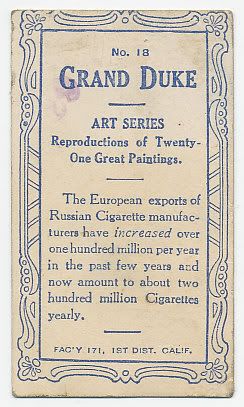 No. 18
GRAND DUKE
ART SERIES
Reproductions of Twenty-
One Great Paintings.
The European exports of
Russian Cigarette manufac-
turers have increased over
one hundred million per year
in the past few years and
now amount to about two
hundred million Cigarettes
yearly.
FAC'Y 171, 1ST DIST. CALIF.